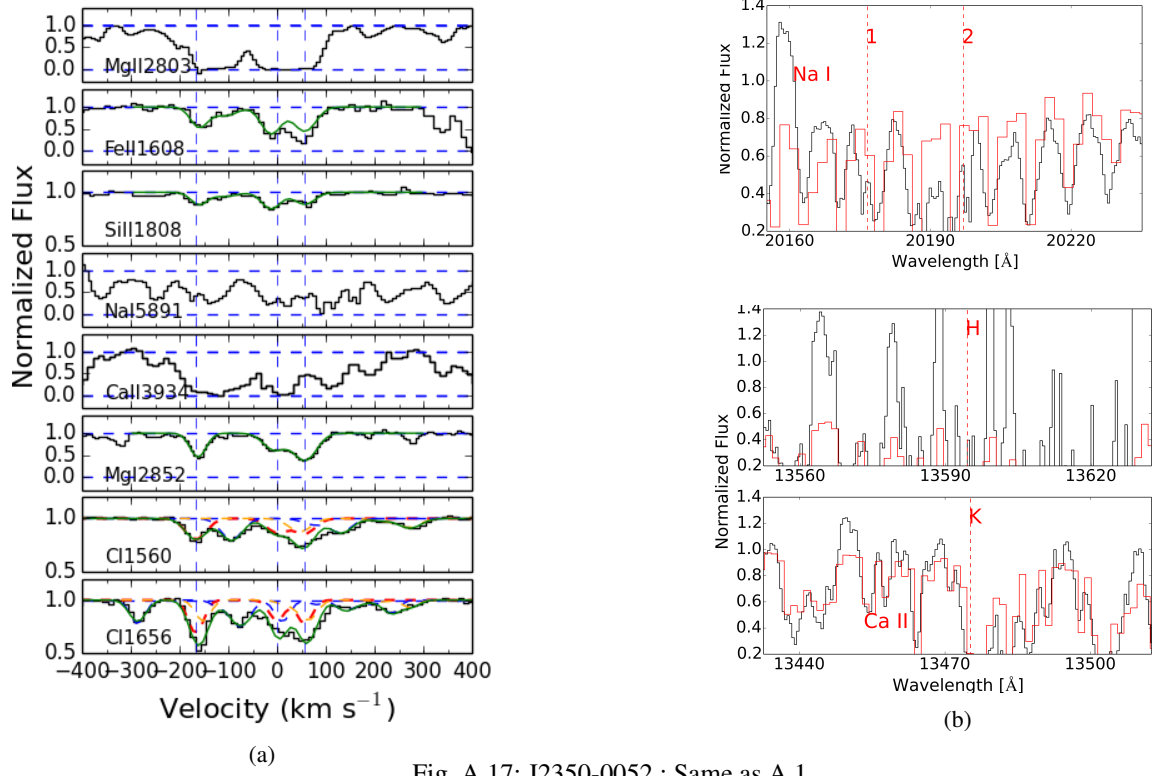 1.0
0.5
0.0
MgII2803
1.0
0.5
0.0
FeII1608
1.0
0.5
SiII1808
1.0
0.5
0.0
NaI5891
1.0
0.5
0.0
CaII3934
1.0
0.5
0.0
MgI2852
1.0
0.5
CI1560
1.0
0.5
CI1656
Normalized Flux
−400−300−200−100 0 100 200 300 400
Velocity (km s−1)
(a)
1.4
1.2
1.0
0.8
0.6
0.4
0.2
Normalized Flux
Na I
1
2
20160 20190 20220
Wavelength [Å]
1.4
1.2
1.0
0.8
0.6
0.4
0.2
H
13560 13590 13620
Normalized Flux
1.4
1.2
1.0
0.8
0.6
0.4
0.2
K
Ca II
13440 13470 13500
Wavelength [Å]
(b)
Fig. A.17: J2350-0052 : Same as A.1